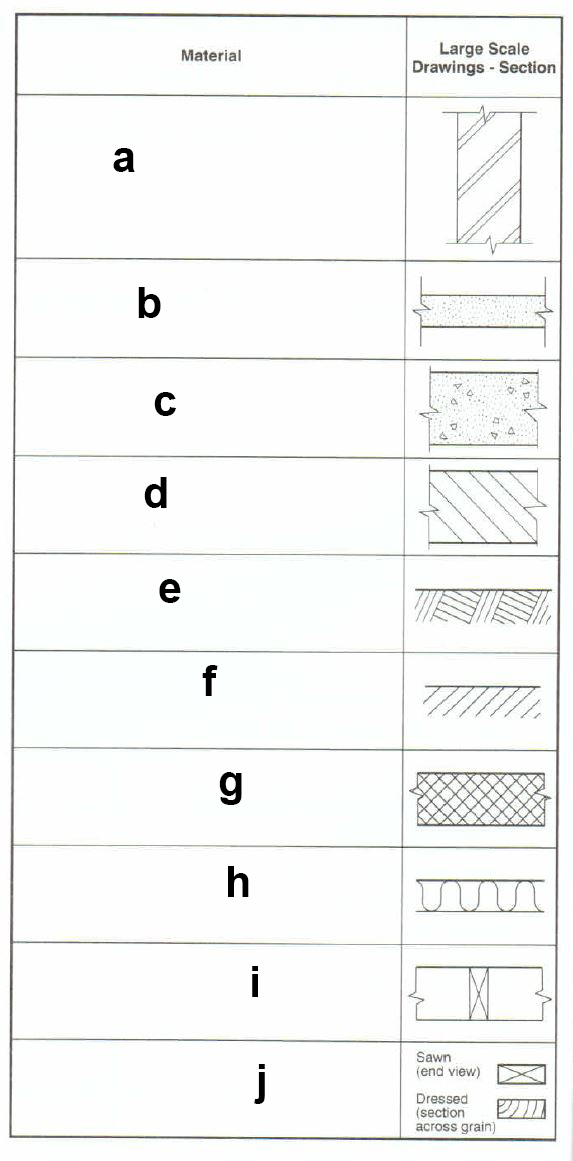 Material
Large Scale
Drawings - Section
a
b
c
d
e
f
g
h
i
j
Sawn
(end view)
Dressed
(section
across grain)